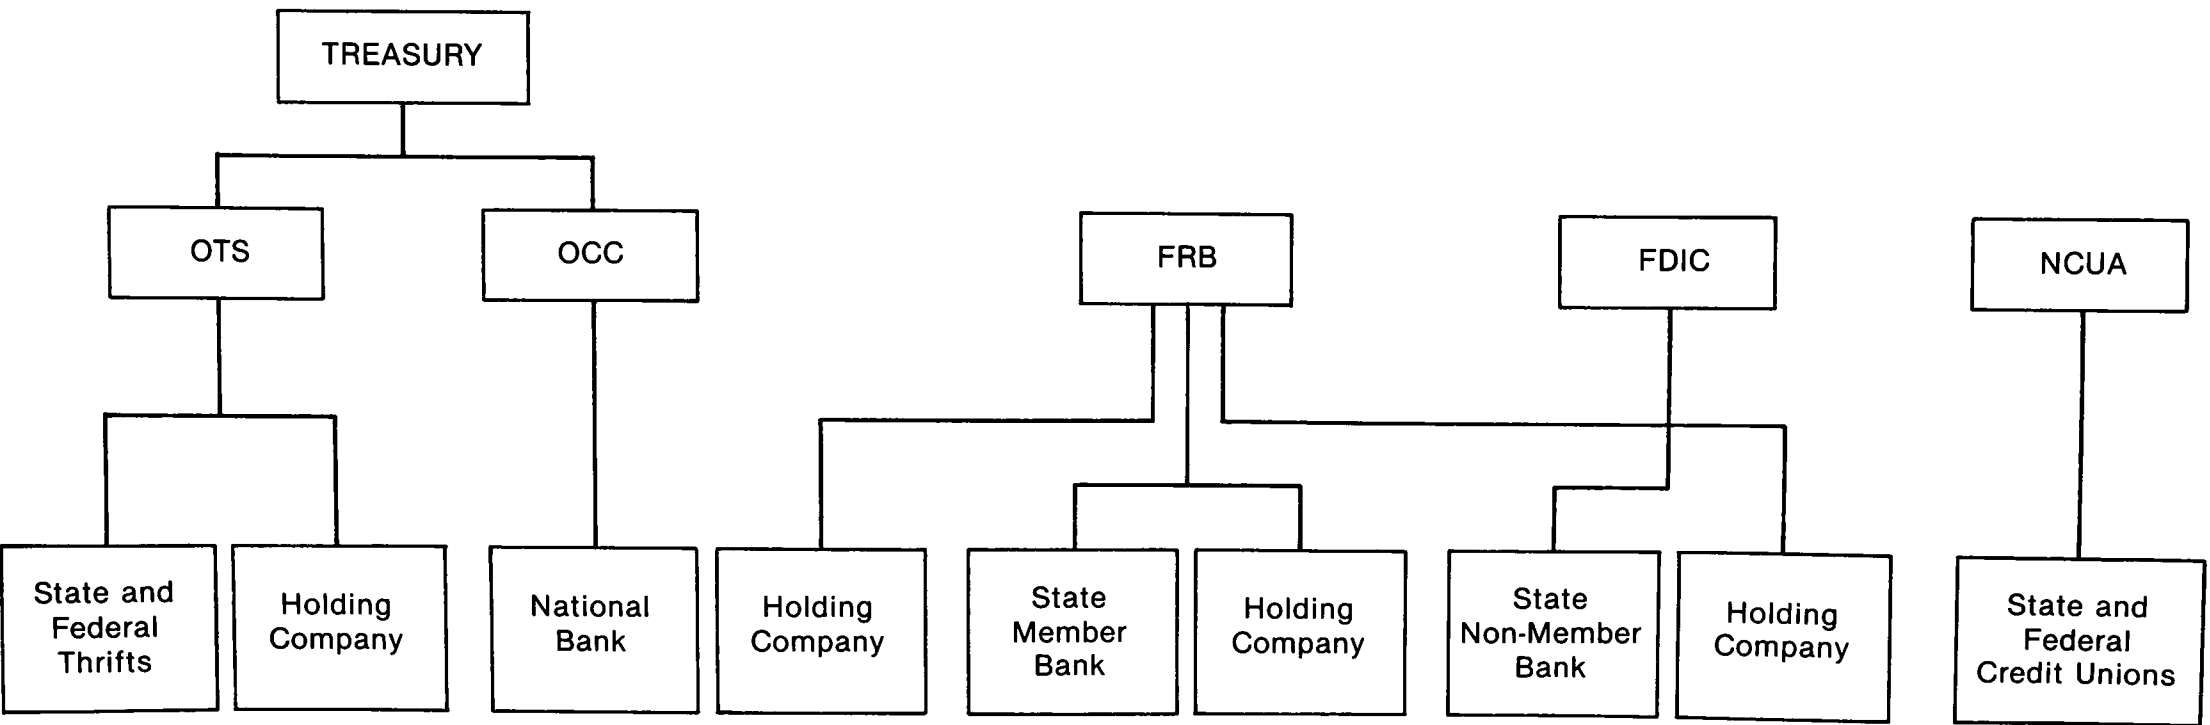 TREASURY
OTS
OCC
FRB
FDIC
NCUA
State and
Federal
Thrifts
Holding
Company
National
Bank
Holding
Company
State
Member
Bank
Holding
Company
State
Non-Member
Bank
Holding
Company
State and
Federal
Credit Unions